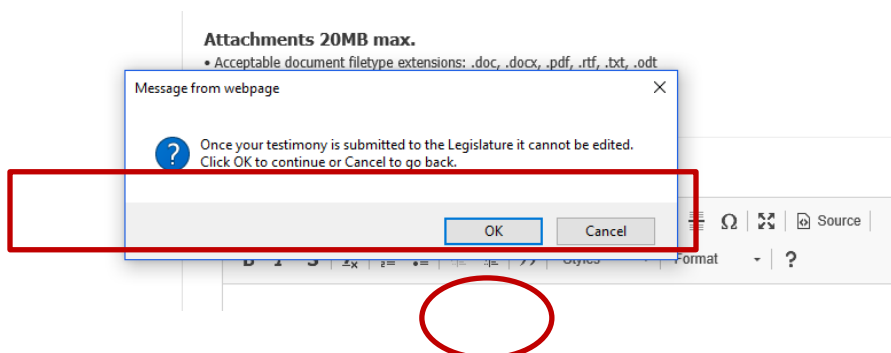 Attachments 20MB max.
• Acceptable document filetype extensions: .doc, .docx, .pdf, .rtf, .txt, .odt
Message from webpage
Once your testimony is submitted to the Legislature it cannot be edited.
Click OK to continue or Cancel to go back.
OK Cancel
Ω Source
Styles Format ?